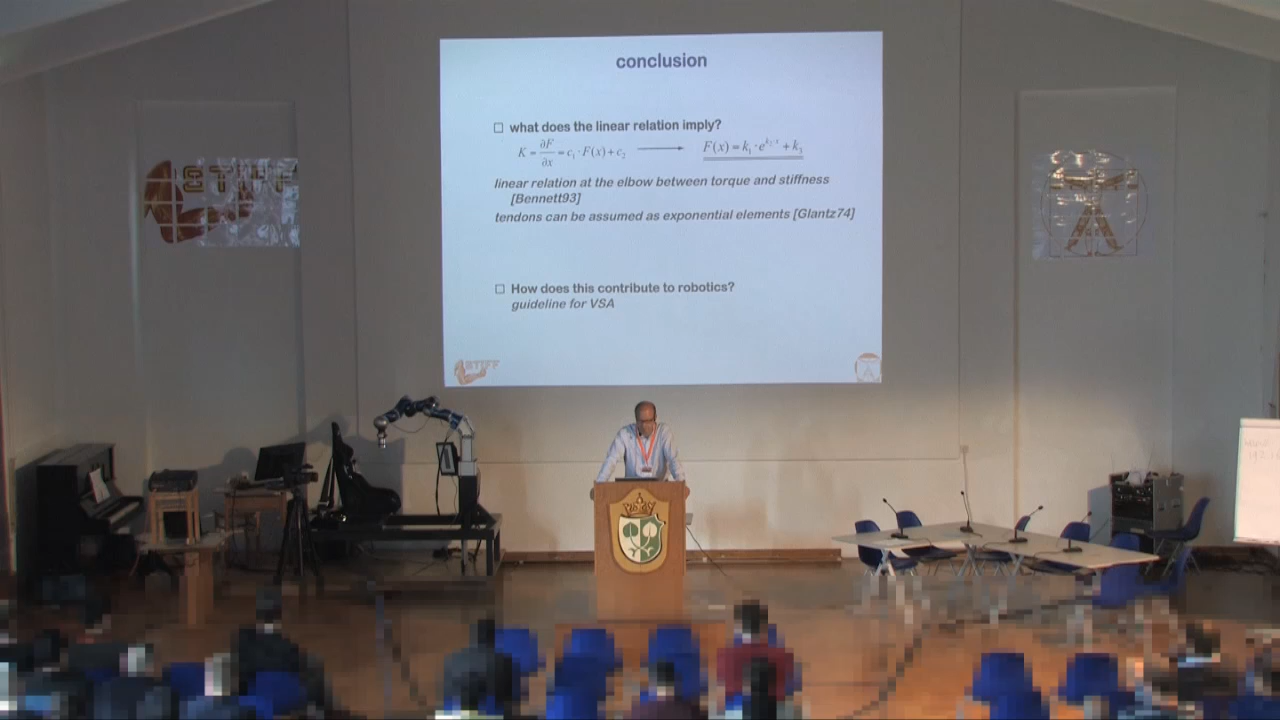 conclusion
what does the linear relation imply?
K = ∂F/∂x = c₁·F(x)+c₂ → F(x) = k₁·e^(k₂·x) + k₃
linear relation at the elbow between torque and stiffness
[Bennett93]
tendons can be assumed as exponential elements [Glantz74]
How does this contribute to robotics?
guideline for VSA
STIFF
STIFF